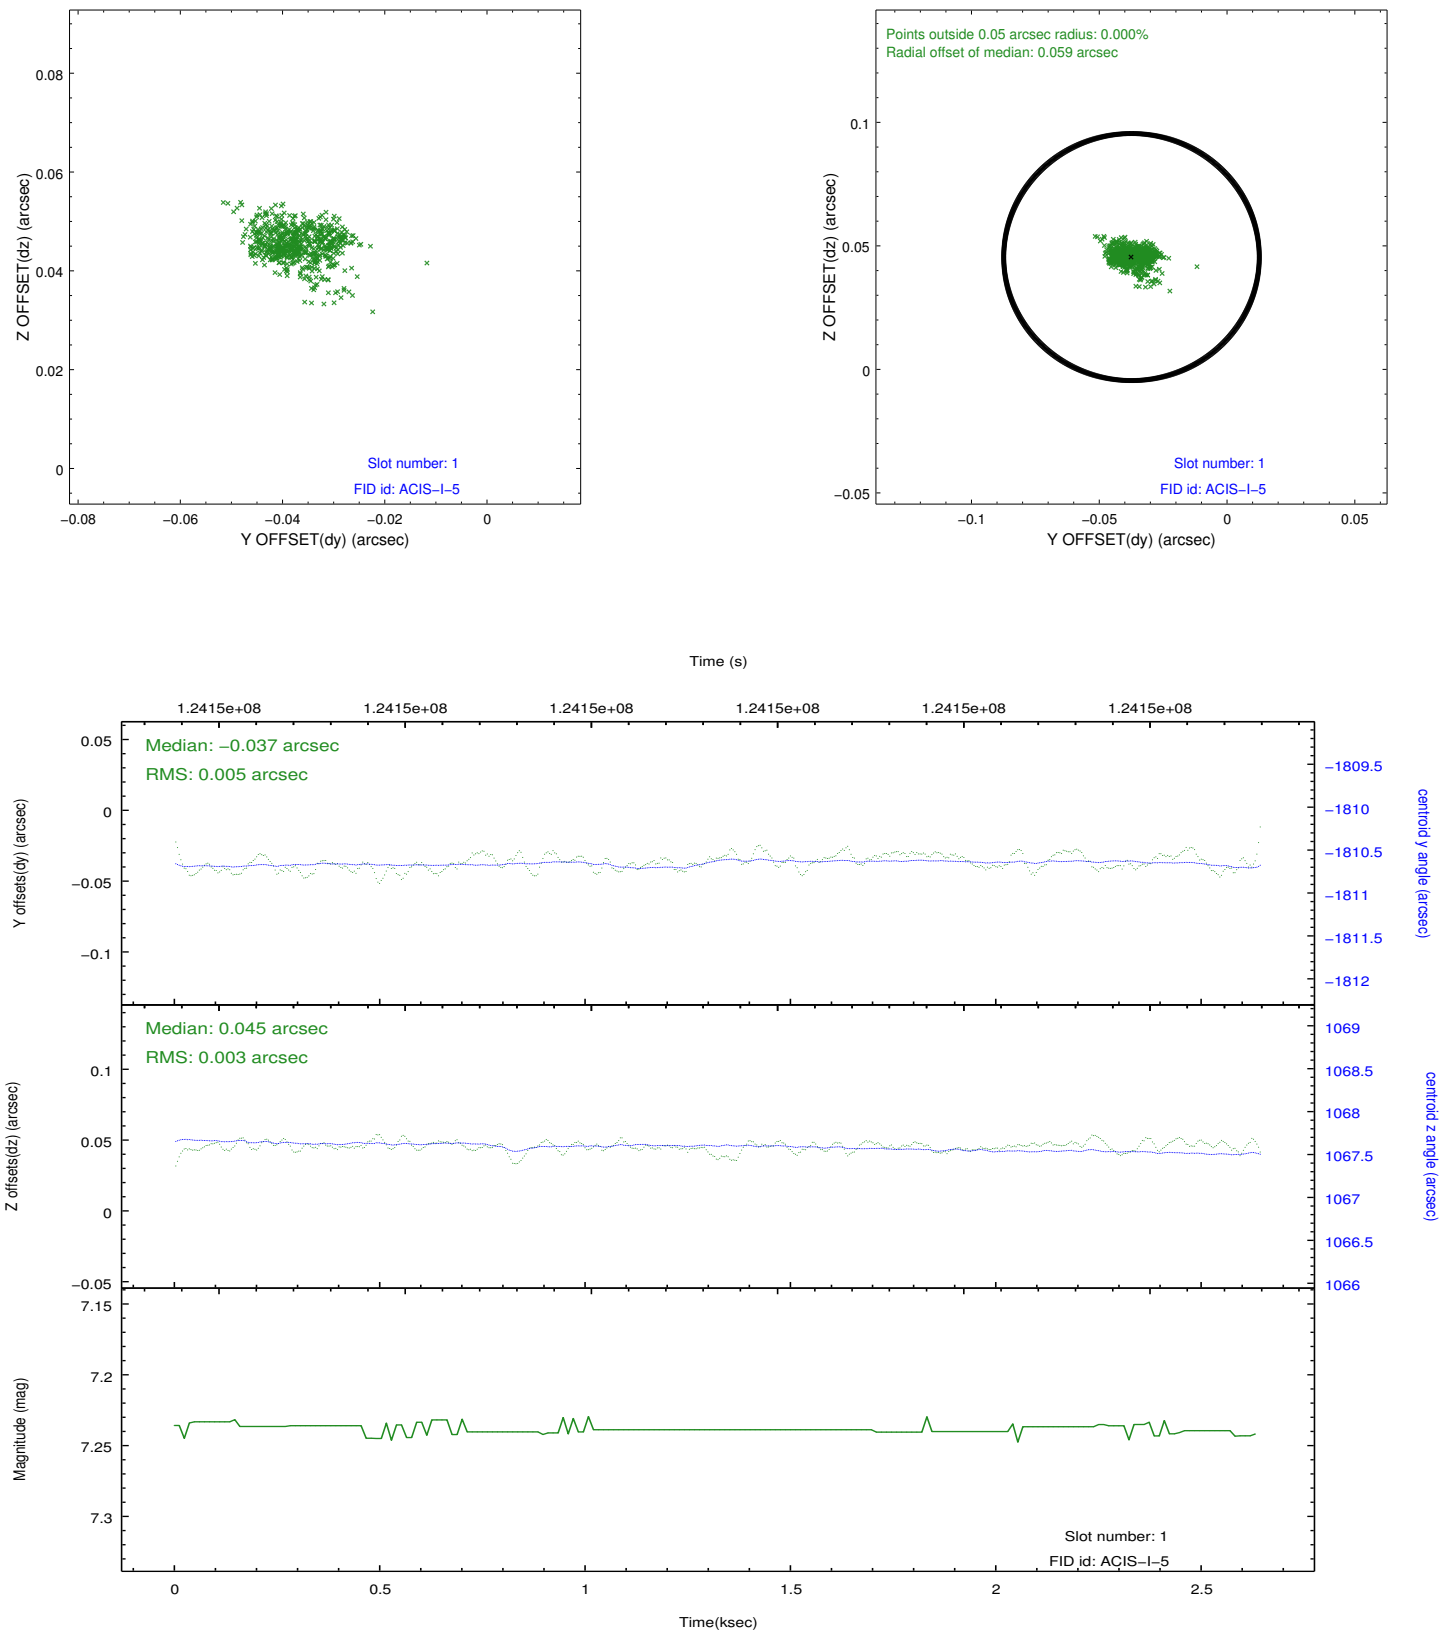 0.08
0.06
0.04
0.02
0
−0.08
−0.06
−0.04
−0.02
0
Z OFFSET(dz) (arcsec)
Y OFFSET(dy) (arcsec)
Slot number: 1
FID id: ACIS−I−5
Points outside 0.05 arcsec radius: 0.000%
Radial offset of median: 0.059 arcsec
0.1
0.05
0
−0.05
−0.1
−0.05
0
0.05
Z OFFSET(dz) (arcsec)
Y OFFSET(dy) (arcsec)
Slot number: 1
FID id: ACIS−I−5
Time (s)
1.2415e+08 1.2415e+08 1.2415e+08 1.2415e+08 1.2415e+08 1.2415e+08
Median: −0.037 arcsec
RMS: 0.005 arcsec
0.05
0
−0.05
−0.1
Y offsets(dy) (arcsec)
−1809.5
−1810
−1810.5
−1811
−1811.5
−1812
centroid y angle (arcsec)
Median: 0.045 arcsec
RMS: 0.003 arcsec
0.1
0.05
0
−0.05
Z offsets(dz) (arcsec)
1069
1068.5
1068
1067.5
1067
1066.5
1066
centroid z angle (arcsec)
7.15
7.2
7.25
7.3
Magnitude (mag)
Slot number: 1
FID id: ACIS−I−5
0 0.5 1 1.5 2 2.5
Time(ksec)